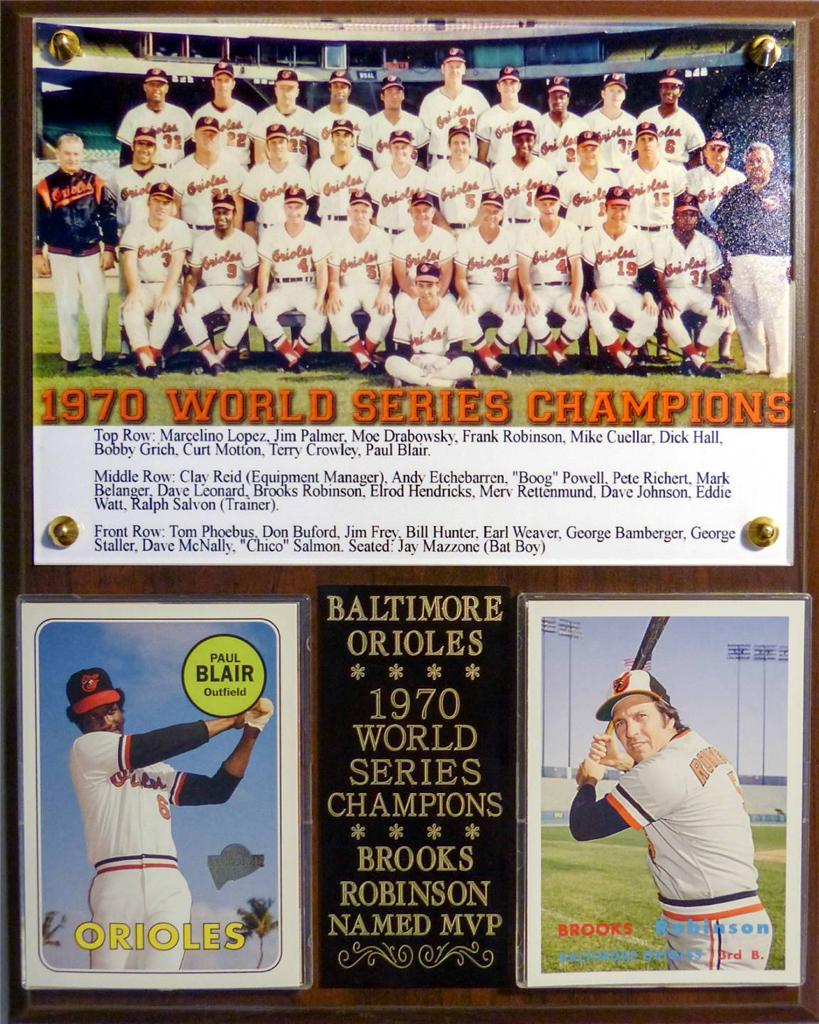 1970 WORLD SERIES CHAMPIONS
Top Row: Marcelino Lopez, Jim Palmer, Moe Drabowsky, Frank Robinson, Mike Cuellar, Dick Hall,
Bobby Grich, Curt Motton, Terry Crowley, Paul Blair.
Middle Row: Clay Reid (Equipment Manager), Andy Etchebarren, "Boog" Powell, Pete Richert, Mark
Belanger, Dave Leonard, Brooks Robinson, Elrod Hendricks, Merv Rettenmund, Dave Johnson, Eddie
Watt, Ralph Salvon (Trainer).
Front Row: Tom Phoebus, Don Buford, Jim Frey, Bill Hunter, Earl Weaver, George Bamberger, George
Staller, Dave McNally, "Chico" Salmon. Seated: Jay Mazzone (Bat Boy)
PAUL
BLAIR
Outfield
Orioles
6
ORIOLES
BALTIMORE
ORIOLES
* * * *
1970
WORLD
SERIES
CHAMPIONS
* * * *
BROOKS
ROBINSON
NAMED MVP
BROOKS Robinson
BALTIMORE ORIOLES 3rd B.